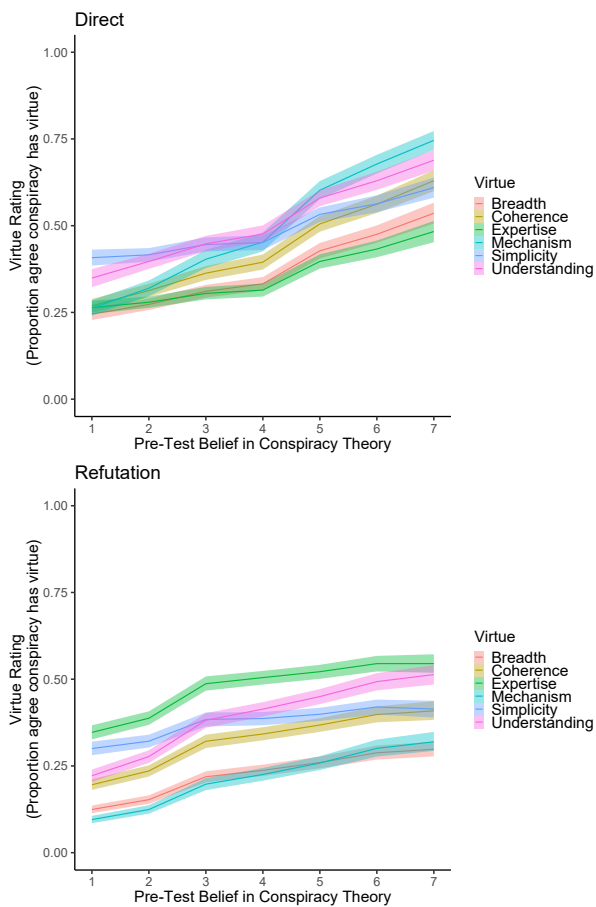 Direct
1.00
0.75
0.50
0.25
0.00
Virtue Rating
(Proportion agree conspiracy has virtue)
1 2 3 4 5 6 7
Pre-Test Belief in Conspiracy Theory
Virtue
Breadth
Coherence
Expertise
Mechanism
Simplicity
Understanding
Refutation
1.00
0.75
0.50
0.25
0.00
Virtue Rating
(Proportion agree conspiracy has virtue)
1 2 3 4 5 6 7
Pre-Test Belief in Conspiracy Theory
Virtue
Breadth
Coherence
Expertise
Mechanism
Simplicity
Understanding